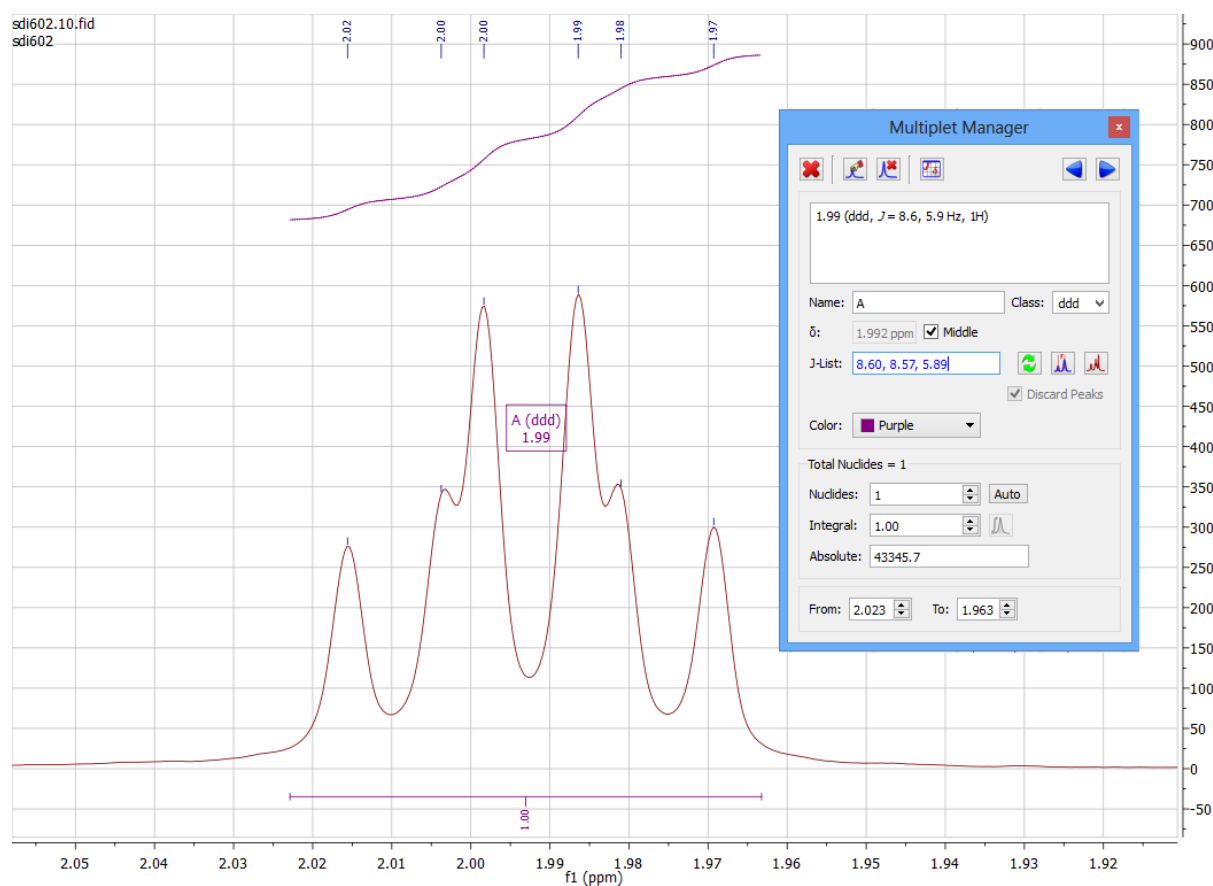 sdi602.10.fid
sdi602
2.02
2.00
2.00
1.99
1.98
1.97
900
850
800
750
700
650
600
550
500
450
400
350
300
250
200
150
100
50
0
-50
A (ddd)
1.99
1.00
2.05 2.04 2.03 2.02 2.01 2.00 1.99 1.98 1.97 1.96 1.95 1.94 1.93 1.92
f1 (ppm)
Multiplet Manager
x
1.99 (ddd, J = 8.6, 5.9 Hz, 1H)
Name: A Class: ddd
δ: 1.992 ppm Middle
J-List: 8.60, 8.57, 5.89
Discard Peaks
Color: Purple
Total Nuclides = 1
Nuclides: 1 Auto
Integral: 1.00
Absolute: 43345.7
From: 2.023 To: 1.963